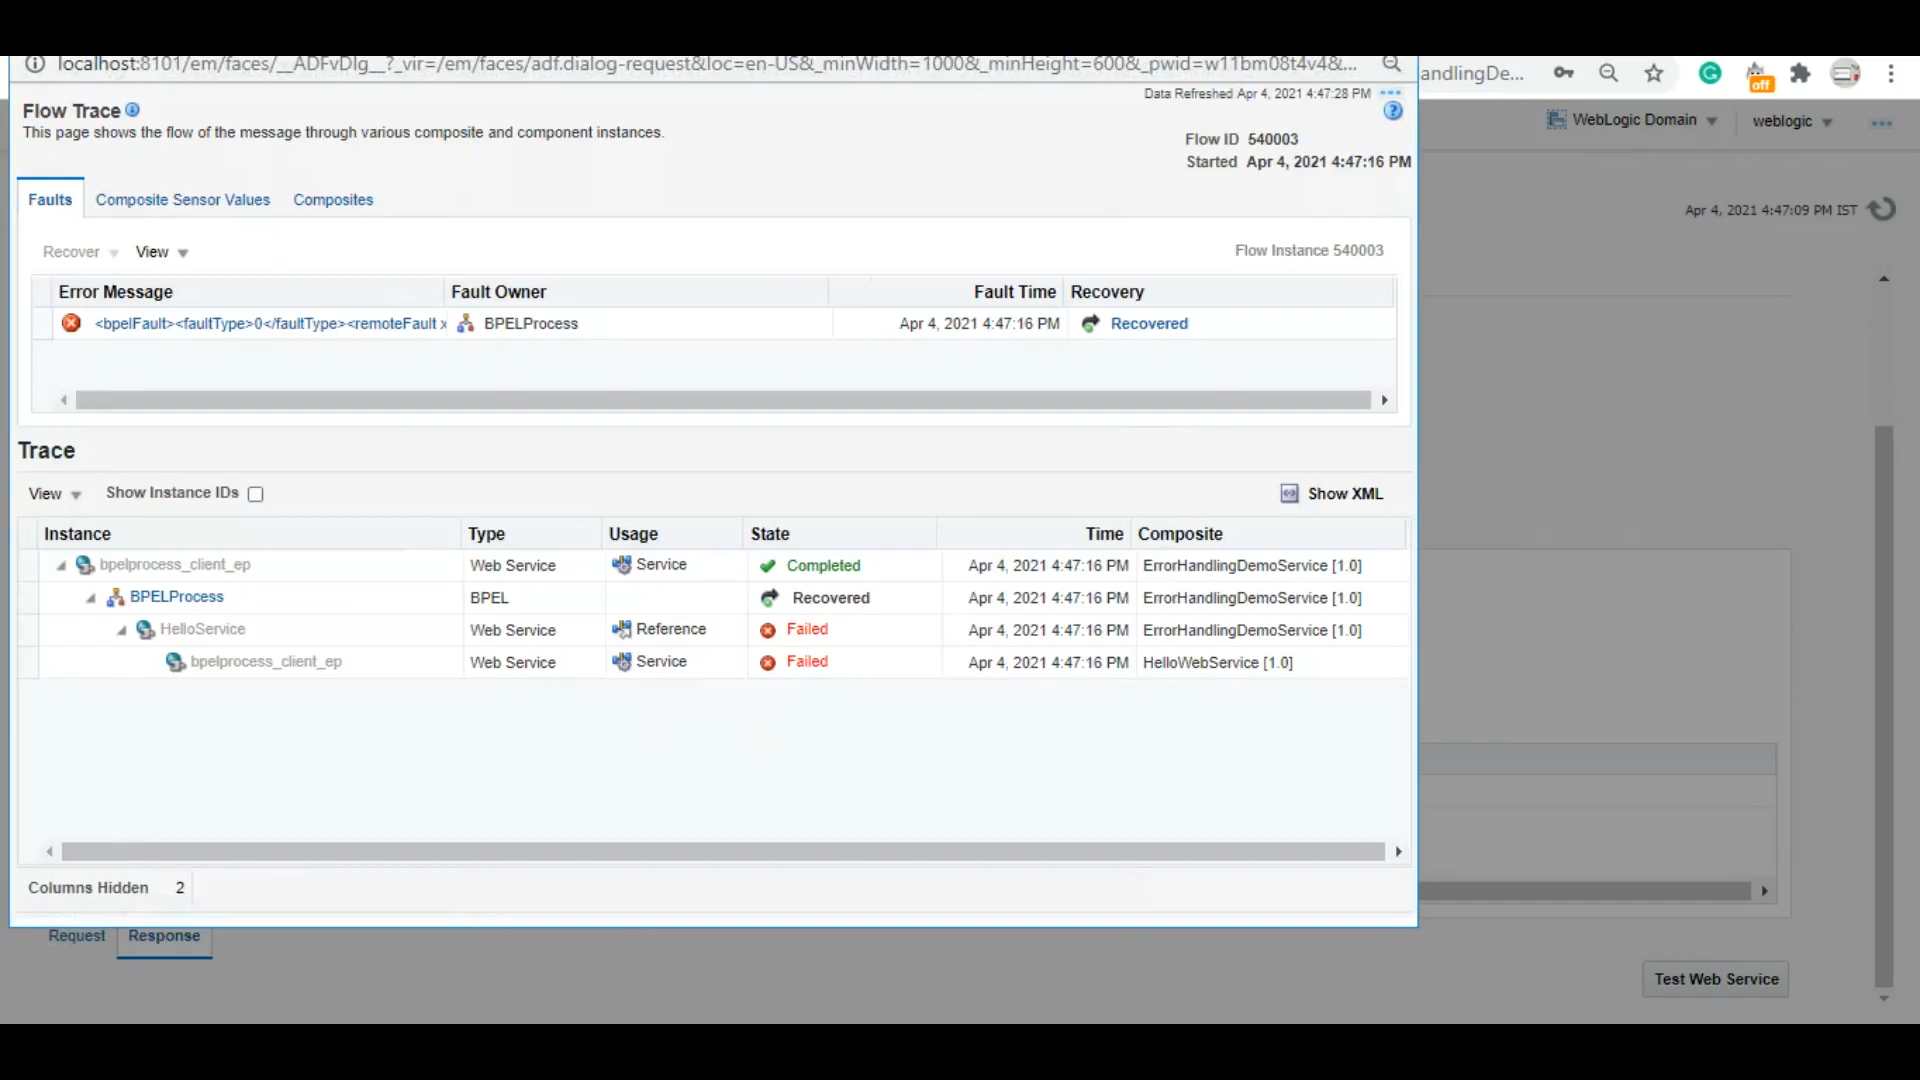 localhost:8101/em/faces/__ADFvDlg__?_vir=/em/faces/adf.dialog-request&loc=en-US&_minWidth=1000&_minHeight=600&_pwid=w11bm08t4v4&...
andlingDe...
off
Data Refreshed Apr 4, 2021 4:47:28 PM
Flow Trace
This page shows the flow of the message through various composite and component instances.
Flow ID 540003
Started Apr 4, 2021 4:47:16 PM
WebLogic Domain
weblogic
Apr 4, 2021 4:47:09 PM IST
Faults Composite Sensor Values Composites
Recover View Flow Instance 540003
Error Message Fault Owner Fault Time Recovery
<bpelFault><faultType>0</faultType><remoteFault x BPELProcess Apr 4, 2021 4:47:16 PM Recovered
Trace
View Show Instance IDs Show XML
Instance Type Usage State Time Composite
bpelprocess_client_ep Web Service Service Completed Apr 4, 2021 4:47:16 PM ErrorHandlingDemoService [1.0]
BPELProcess BPEL Recovered Apr 4, 2021 4:47:16 PM ErrorHandlingDemoService [1.0]
HelloService Web Service Reference Failed Apr 4, 2021 4:47:16 PM ErrorHandlingDemoService [1.0]
bpelprocess_client_ep Web Service Service Failed Apr 4, 2021 4:47:16 PM HelloWebService [1.0]
Columns Hidden 2
Request Response
Test Web Service